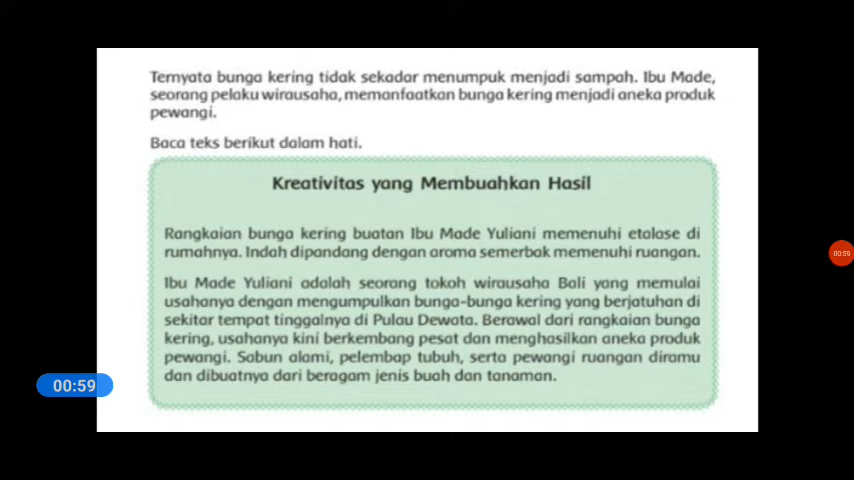 Ternyata bunga kering tidak sekadar menumpuk menjadi sampah. Ibu Made,
seorang pelaku wirausaha, memanfaatkan bunga kering menjadi aneka produk
pewangi.
Baca teks berikut dalam hati.
Kreativitas yang Membuahkan Hasil
Rangkaian bunga kering buatan Ibu Made Yuliani memenuhi etalase di
rumahnya. Indah dipandang dengan aroma semerbak memenuhi ruangan.
Ibu Made Yuliani adalah seorang tokoh wirausaha Bali yang memulai
usahanya dengan mengumpulkan bunga-bunga kering yang berjatuhan di
sekitar tempat tinggalnya di Pulau Dewata. Berawal dari rangkaian bunga
kering, usahanya kini berkembang pesat dan menghasilkan aneka produk
pewangi. Sabun alami, pelembap tubuh, serta pewangi ruangan diramu
dan dibuatnya dari beragam jenis buah dan tanaman.
00:59
00:59